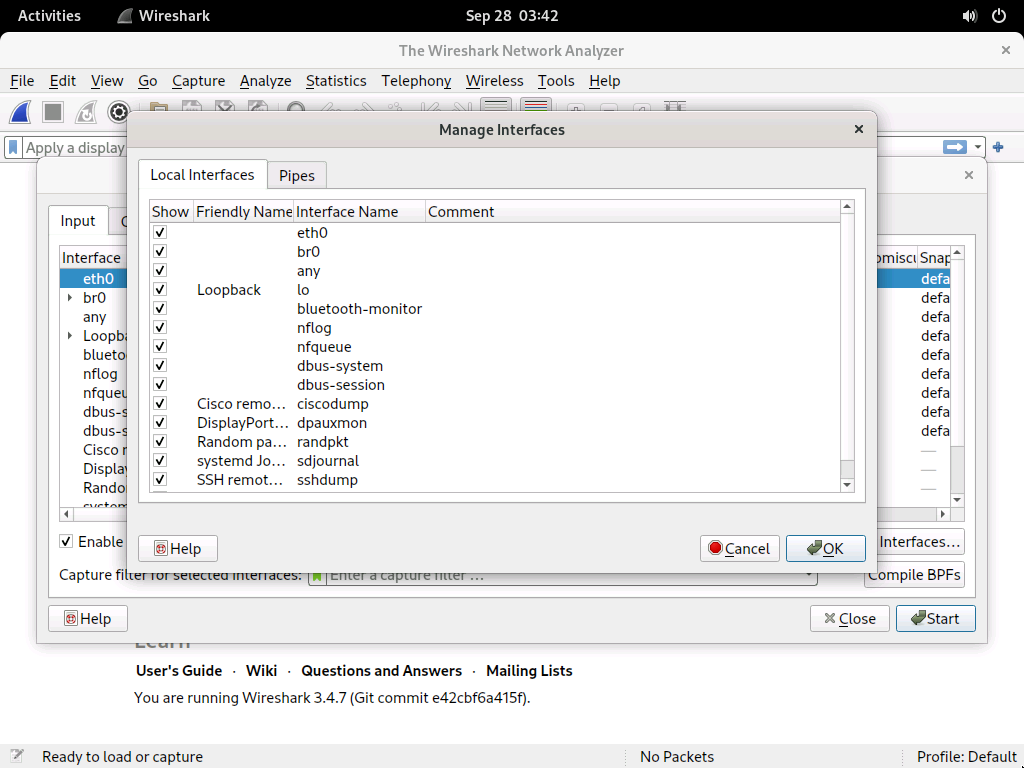 Activities Wireshark Sep 28 03:42
The Wireshark Network Analyzer
File Edit View Go Capture Analyze Statistics Telephony Wireless Tools Help
Apply a display
Manage Interfaces
Local Interfaces Pipes
Show Friendly Name Interface Name Comment
eth0
br0
any
Loopback lo
bluetooth-monitor
nflog
nfqueue
dbus-system
dbus-session
Cisco remo... ciscodump
DisplayPort... dpauxmon
Random pa... randpkt
systemd Jo... sdjournal
SSH remot... sshdump
Help Cancel OK
Input
Interface Snap
eth0 defa
br0 defa
any defa
Loopba defa
blueto defa
nflog defa
nfqueu defa
dbus-s defa
dbus-s defa
Cisco r —
Display —
Rando —
Enable Interfaces...
Capture filter for selected interfaces: Enter a capture filter ... Compile BPFs
Help Close Start
Learn
User's Guide · Wiki · Questions and Answers · Mailing Lists
You are running Wireshark 3.4.7 (Git commit e42cbf6a415f).
Ready to load or capture No Packets Profile: Default